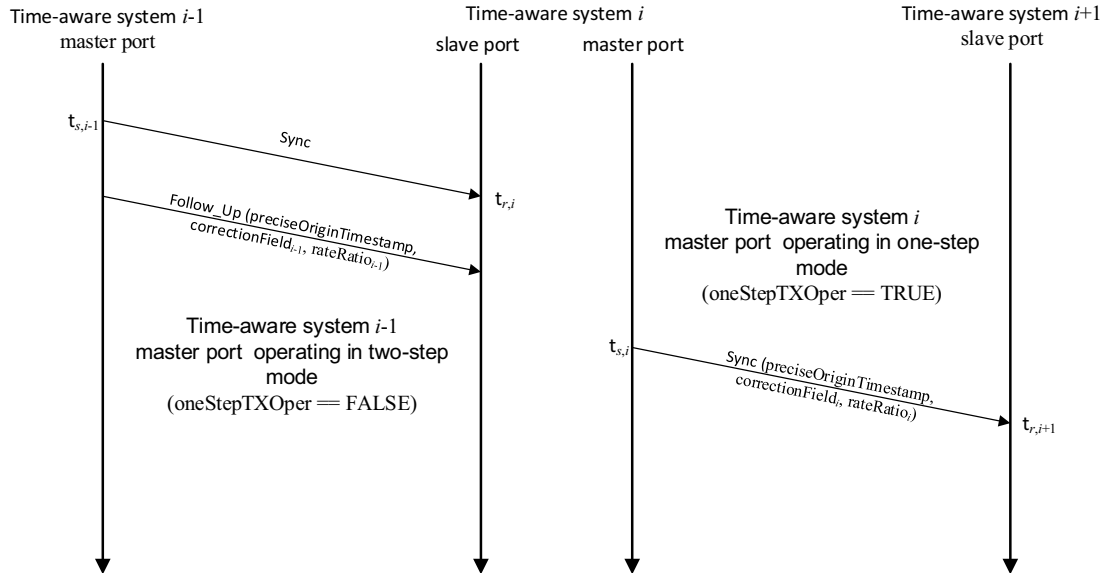 Time-aware system i-1
master port
Time-aware system i
slave port
master port
Time-aware system i+1
slave port
ts,i-1
Sync
tr,i
Follow_Up (preciseOriginTimestamp,
correctionFieldi-1, rateRatioi-1)
Time-aware system i-1
master port operating in two-step
mode
(oneStepTXOper == FALSE)
Time-aware system i
master port operating in one-step
mode
(oneStepTXOper == TRUE)
ts,i
Sync (preciseOriginTimestamp,
correctionFieldi, rateRatioi)
tr,i+1